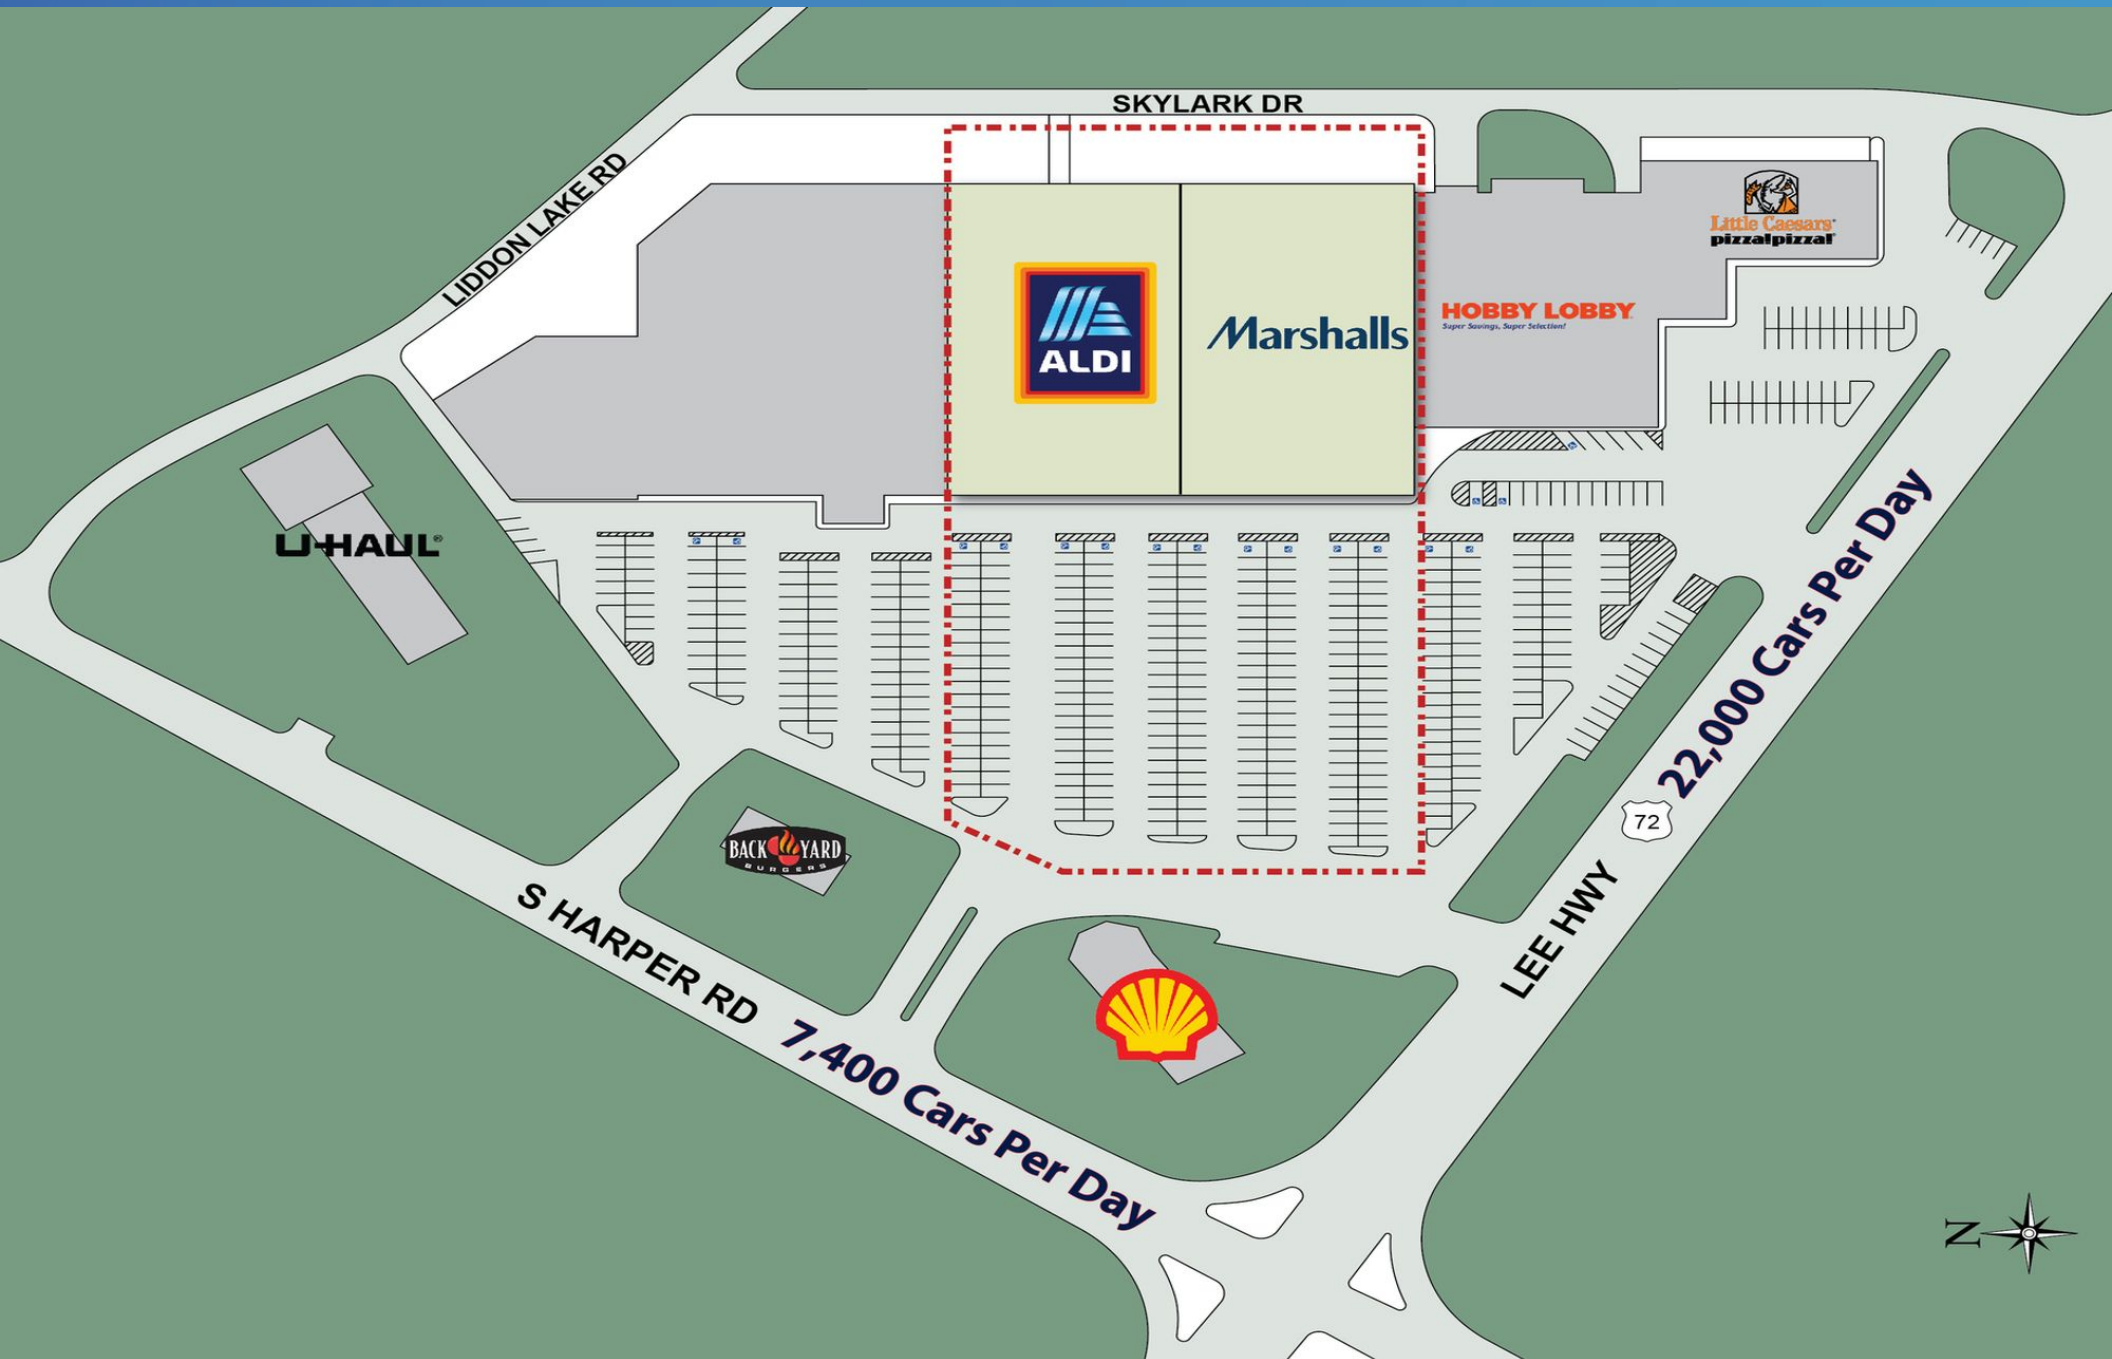 SKYLARK DR
LIDDON LAKE RD
Little Caesars®
pizza!pizza!®
ALDI
Marshalls
HOBBY LOBBY
Super Savings, Super Selection!
U-HAUL®
22,000 Cars Per Day
72
LEE HWY
BACK YARD
BURGERS
S HARPER RD
7,400 Cars Per Day
N